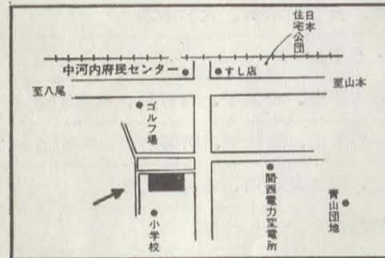 日本
住宅公団
中河内府民センター
すし店
至八尾
至山本
ゴルフ場
関西電力変電所
青山団地
小学校